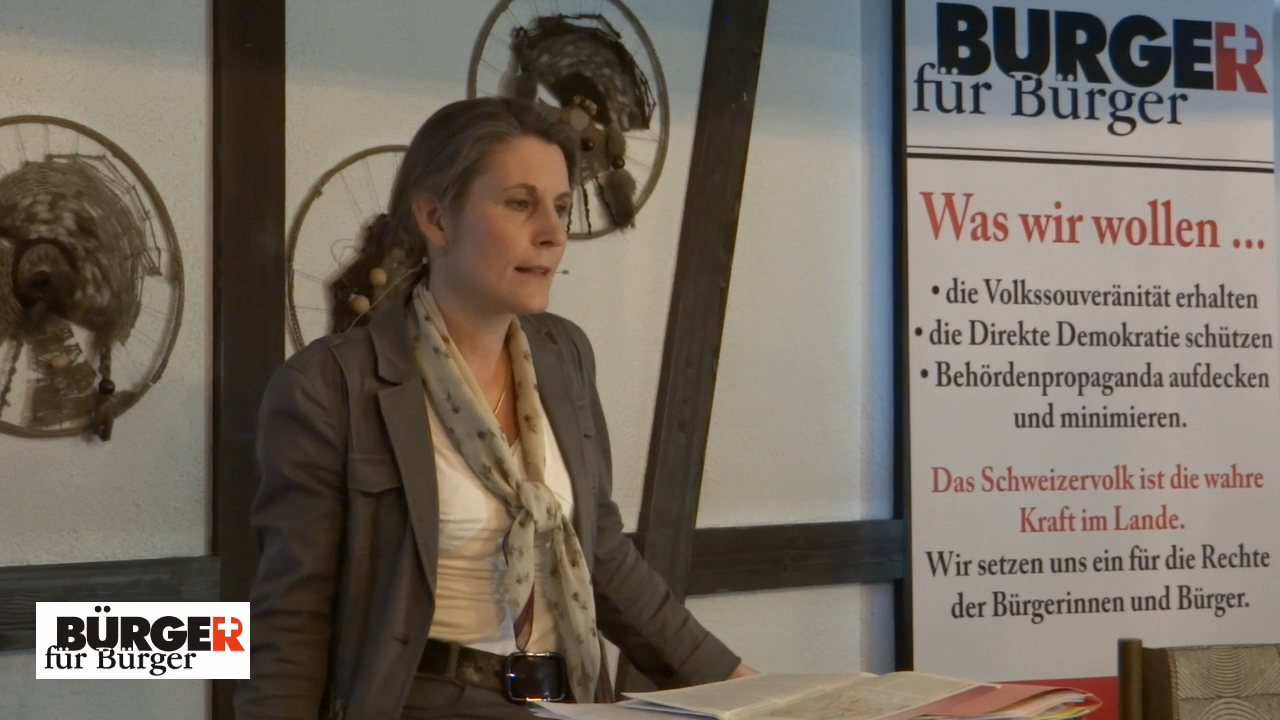 BÜRGER
für Bürger
Was wir wollen ...
• die Volkssouveränität erhalten
• die Direkte Demokratie schützen
• Behördenpropaganda aufdecken
und minimieren.
Das Schweizervolk ist die wahre
Kraft im Lande.
Wir setzen uns ein für die Rechte
der Bürgerinnen und Bürger.
BÜRGER
für Bürger